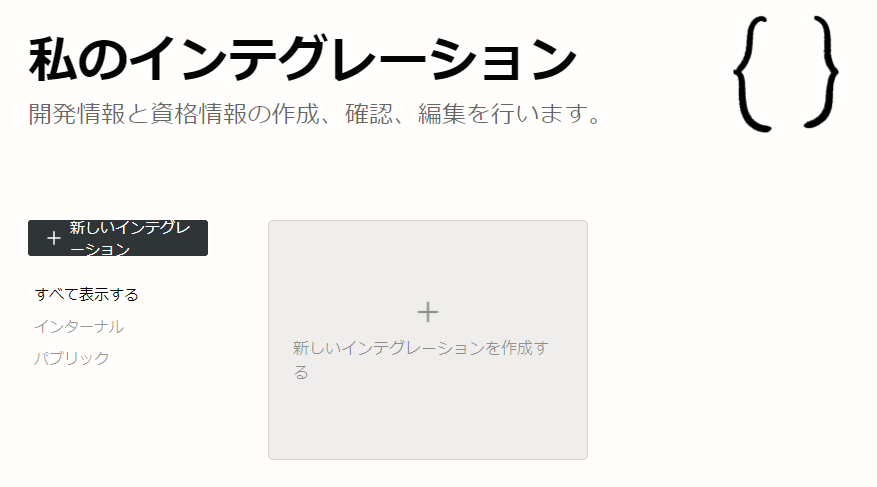 私のインテグレーション
開発情報と資格情報の作成、確認、編集を行います。
{ }
新しいインテグレ
ーション
すべて表示する
インターナル
パブリック
新しいインテグレーションを作成す
る